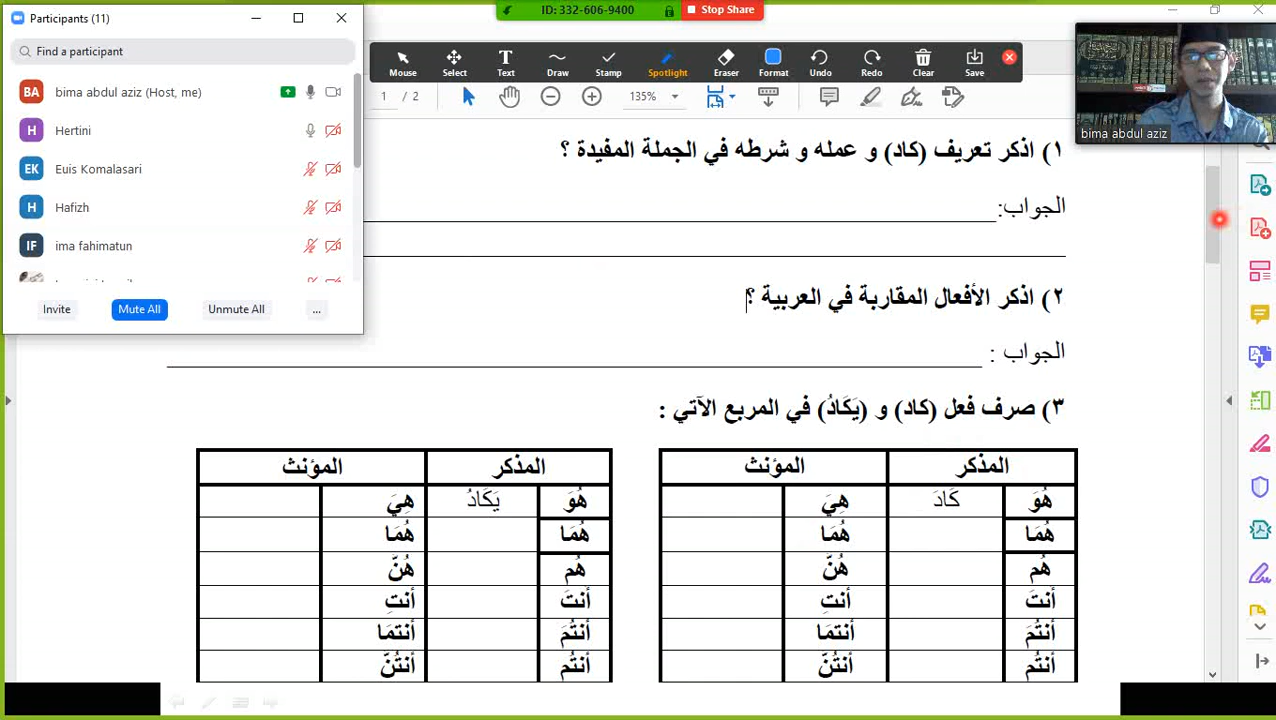 Participants (11)
Find a participant
BA bima abdul aziz (Host, me)
H Hertini
EK Euis Komalasari
H Hafizh
IF ima fahimatun
Invite Mute All Unmute All ...
ID: 332-606-9400 Stop Share
Mouse Select Text Draw Stamp Spotlight Eraser Format Undo Redo Clear Save
1 / 2 135%
bima abdul aziz
١) اذكر تعريف (كاد) و عمله و شرطه في الجملة المفيدة ؟
الجواب:
٢) اذكر الأفعال المقاربة في العربية ؟
الجواب :
٣) صرف فعل (كاد) و (يَكَادُ) في المربع الآتي :
المذكر المؤنث
هُوَ كَادَ هِيَ
هُمَا هُمَا
هُم هُنّ
أنتَ أنتِ
أنتُمَ أنتمَا
أنتُم أنتُنّ
المذكر المؤنث
هُوَ يَكَادُ هِيَ
هُمَا هُمَا
هُم هُنّ
أنتَ أنتِ
أنتُمَ أنتمَا
أنتُم أنتُنّ